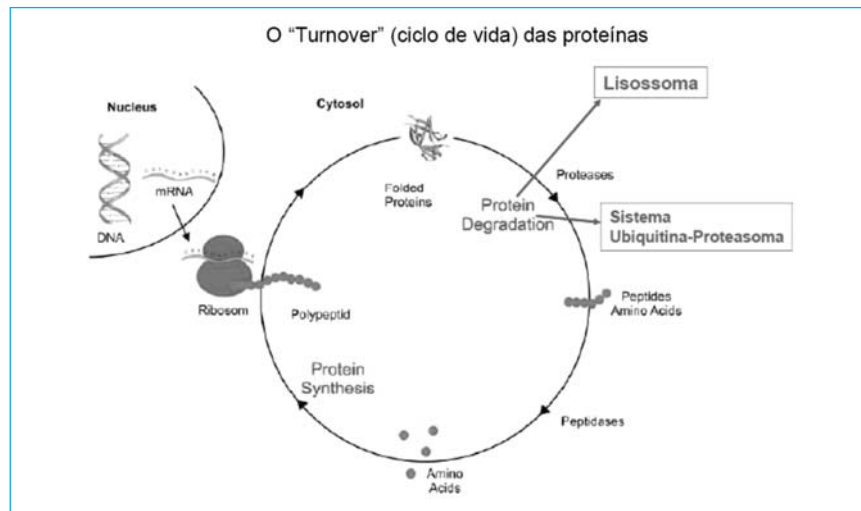 O “Turnover” (ciclo de vida) das proteínas
Lisossoma
Nucleus
Cytosol
mRNA
DNA
Folded
Proteins
Proteases
Protein
Degradation
Sistema
Ubiquitina-Proteasoma
Ribosom
Polypeptid
Peptides
Amino Acids
Protein
Synthesis
Peptidases
Amino
Acids